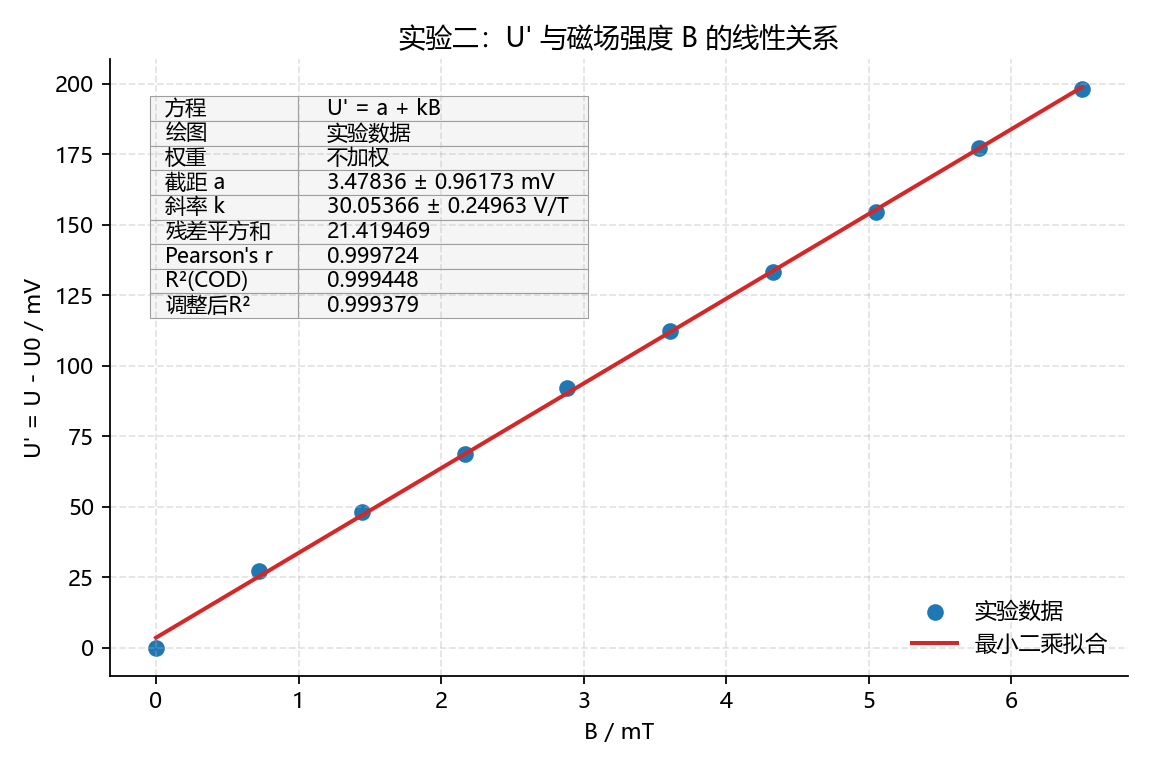 实验二：U' 与磁场强度 B 的线性关系
U' = U - U0 / mV
200
175
150
125
100
75
50
25
0
方程 U' = a + kB
绘图 实验数据
权重 不加权
截距 a 3.47836 ± 0.96173 mV
斜率 k 30.05366 ± 0.24963 V/T
残差平方和 21.419469
Pearson's r 0.999724
R²(COD) 0.999448
调整后R² 0.999379
实验数据
最小二乘拟合
0 1 2 3 4 5 6
B / mT